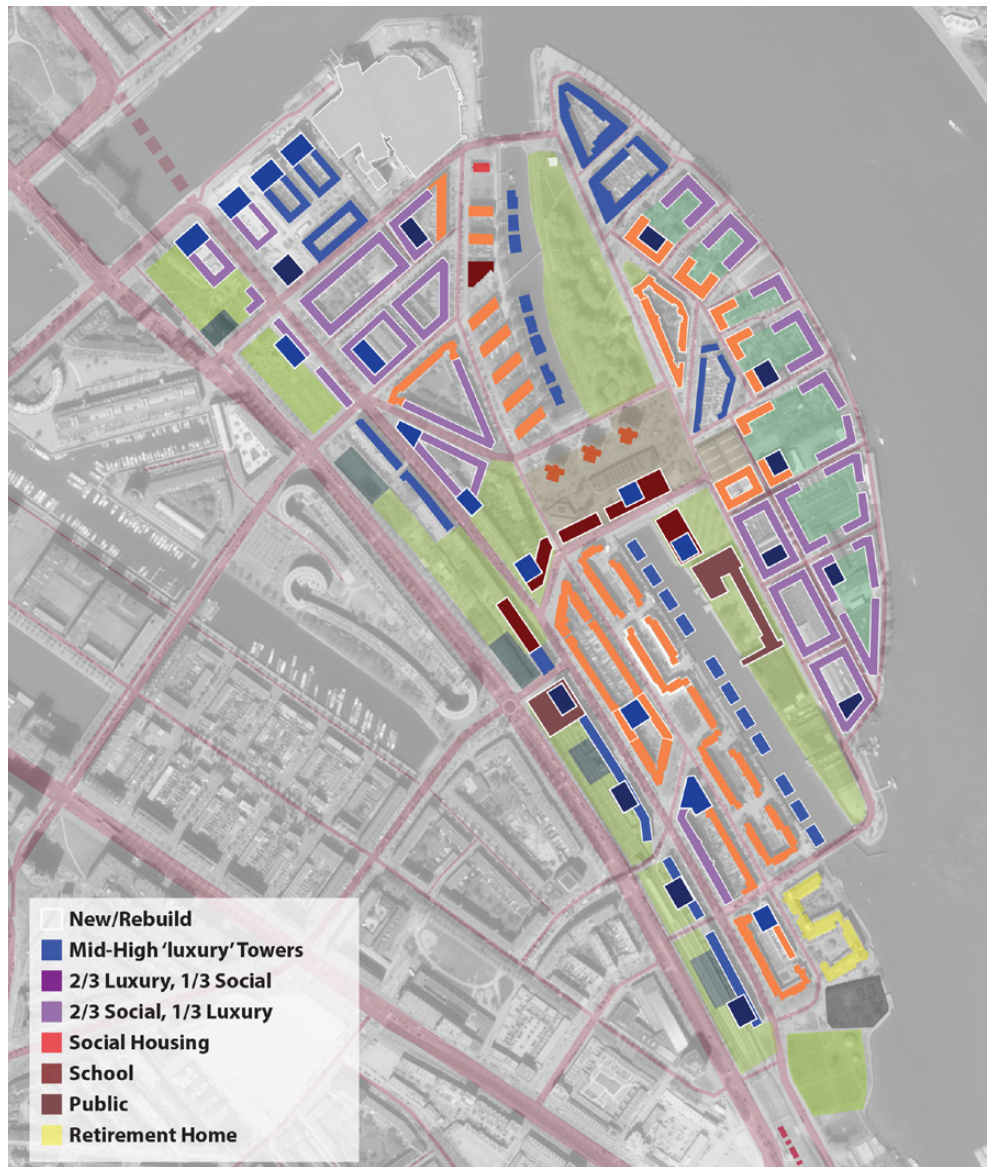 New/Rebuild
Mid-High ‘luxury’ Towers
2/3 Luxury, 1/3 Social
2/3 Social, 1/3 Luxury
Social Housing
School
Public
Retirement Home